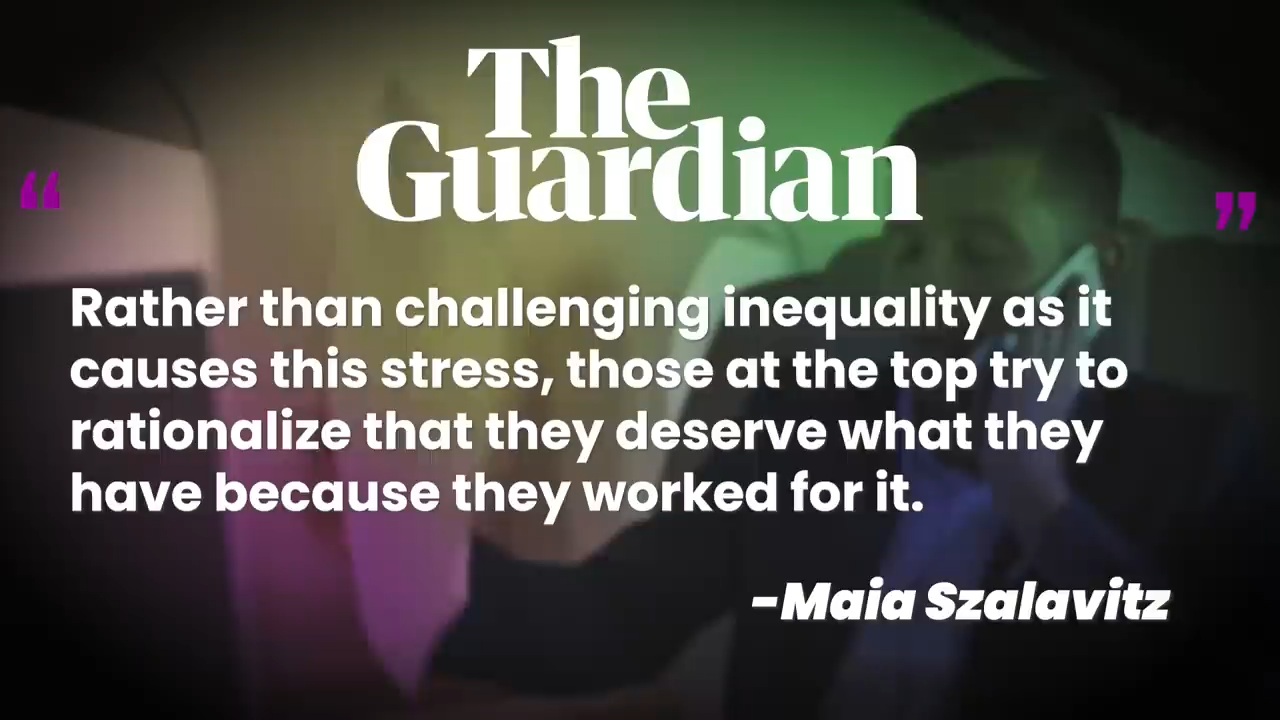 The
Guardian
“ ”
Rather than challenging inequality as it
causes this stress, those at the top try to
rationalize that they deserve what they
have because they worked for it.
-Maia Szalavitz